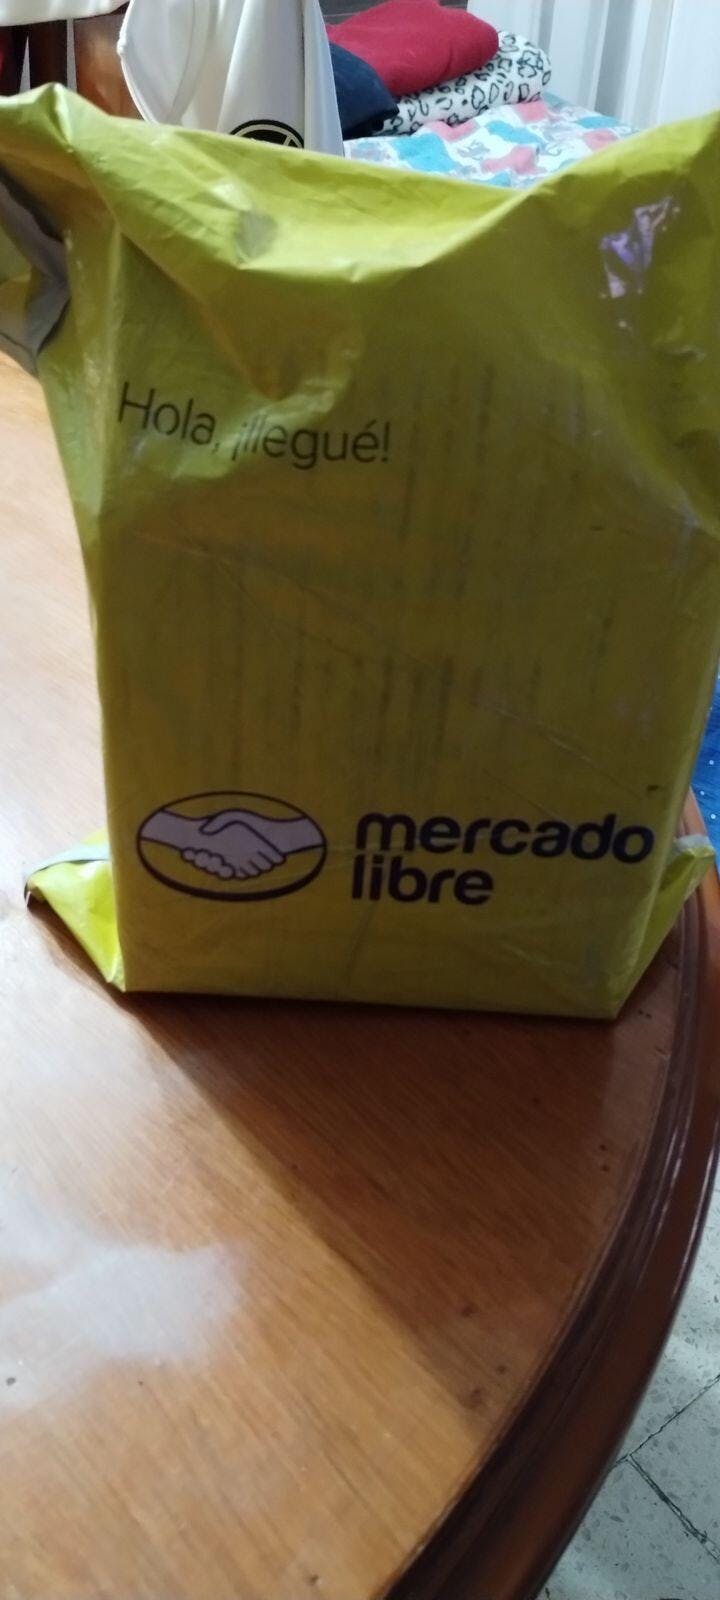 Hola, ¡llegué!
mercado
libre